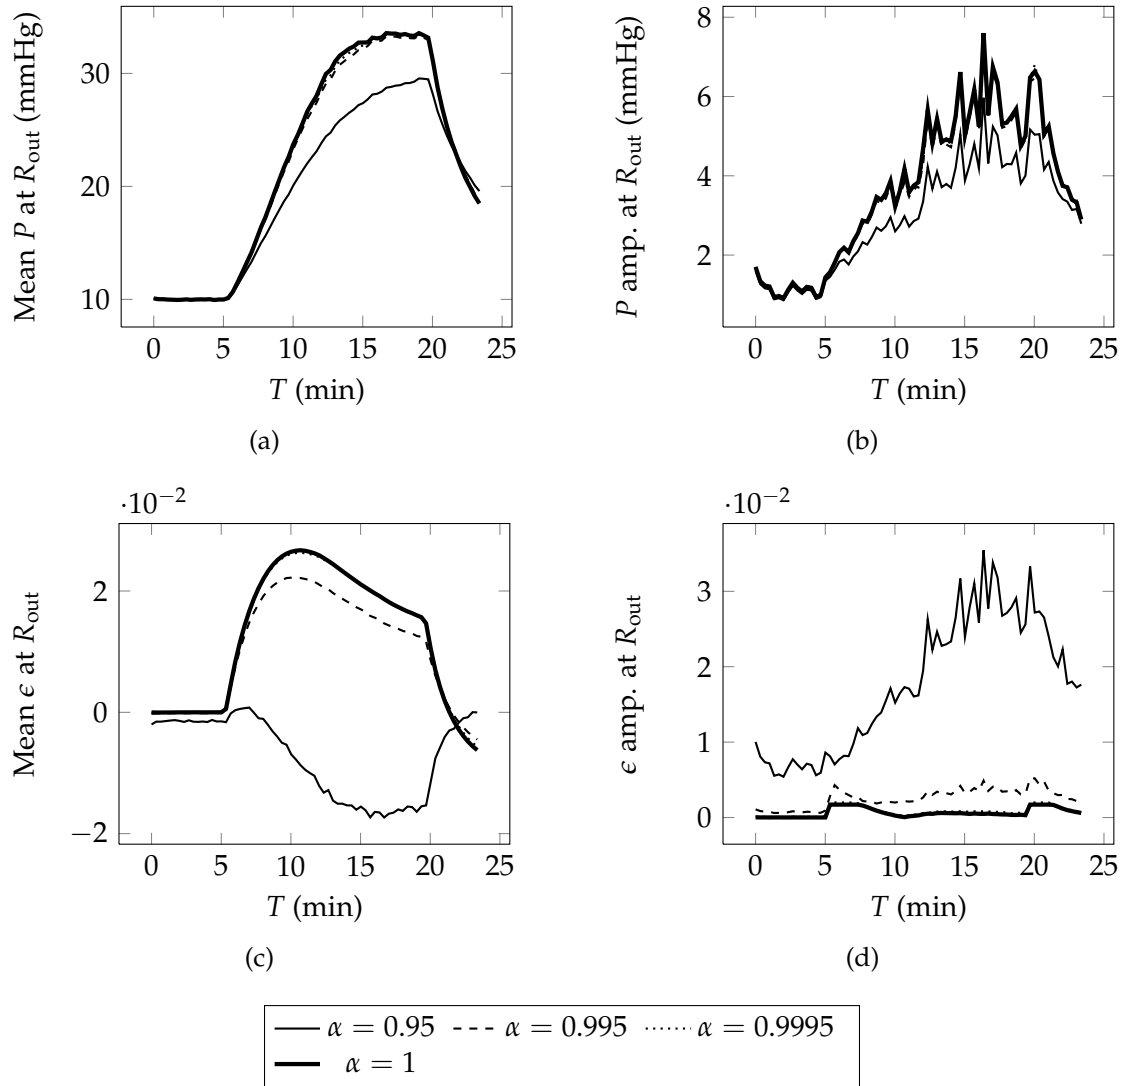 30
20
10
0 5 10 15 20 25
Mean P at R_out (mmHg)
T (min)
(a)
8
6
4
2
0 5 10 15 20 25
P amp. at R_out (mmHg)
T (min)
(b)
·10⁻²
2
0
−2
0 5 10 15 20 25
Mean ϵ at R_out
T (min)
(c)
·10⁻²
3
2
1
0
0 5 10 15 20 25
ϵ amp. at R_out
T (min)
(d)
α = 0.95 α = 0.995 α = 0.9995
α = 1